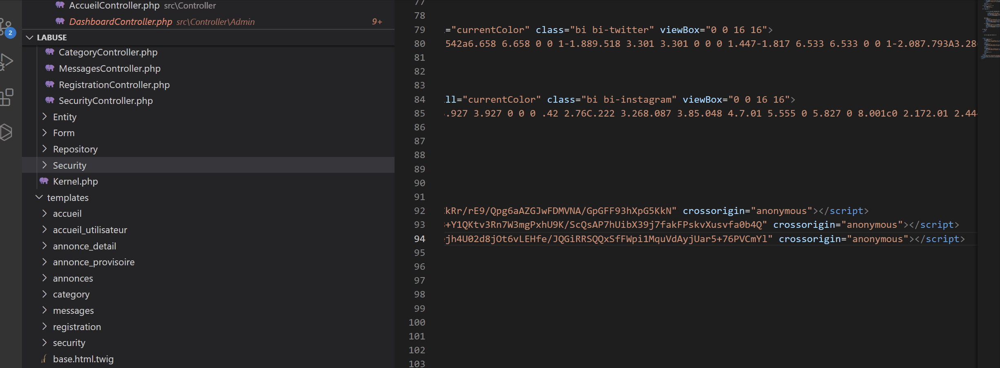 AccueilController.php src\Controller
DashboardController.php src\Controller\Admin 9+
2
LABUSE
CategoryController.php
MessagesController.php
RegistrationController.php
SecurityController.php
Entity
Form
Repository
Security
Kernel.php
templates
accueil
accueil_utilisateur
annonce_detail
annonce_provisoire
annonces
category
messages
registration
security
base.html.twig
77
78
79 ="currentColor" class="bi bi-twitter" viewBox="0 0 16 16">
80 542a6.658 6.658 0 0 1-1.889.518 3.301 3.301 0 0 0 1.447-1.817 6.533 6.533 0 0 1-2.087.793A3.28
81
82
83
84 ll="currentColor" class="bi bi-instagram" viewBox="0 0 16 16">
85 .927 3.927 0 0 0 .42 2.76C.222 3.268.087 3.85.048 4.7.01 5.555 0 5.827 0 8.001c0 2.172.01 2.44
86
87
88
89
90
91
92 kRr/rE9/Qpg6aAZGJwFDMVNA/GpGFF93hXpG5KkN" crossorigin="anonymous"></script>
93 +Y1QKtv3Rn7W3mgPxhU9K/ScQsAP7hUibX39j7fakFPskvXusvfa0b4Q" crossorigin="anonymous"></script>
94 jh4U02d8jOt6vLEHfe/JQGiRRSQQxSfFWpi1MquVdAyjUar5+76PVCmYl" crossorigin="anonymous"></script>
95
96
97
98
99
100
101
102
103